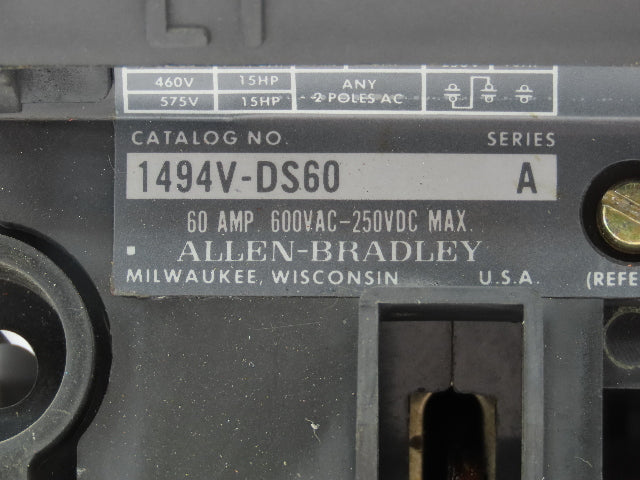 460V 15HP ANY
575V 15HP 2 POLES AC
CATALOG NO. SERIES
1494V-DS60 A
60 AMP 600VAC-250VDC MAX.
ALLEN-BRADLEY
MILWAUKEE, WISCONSIN U.S.A. (REFE